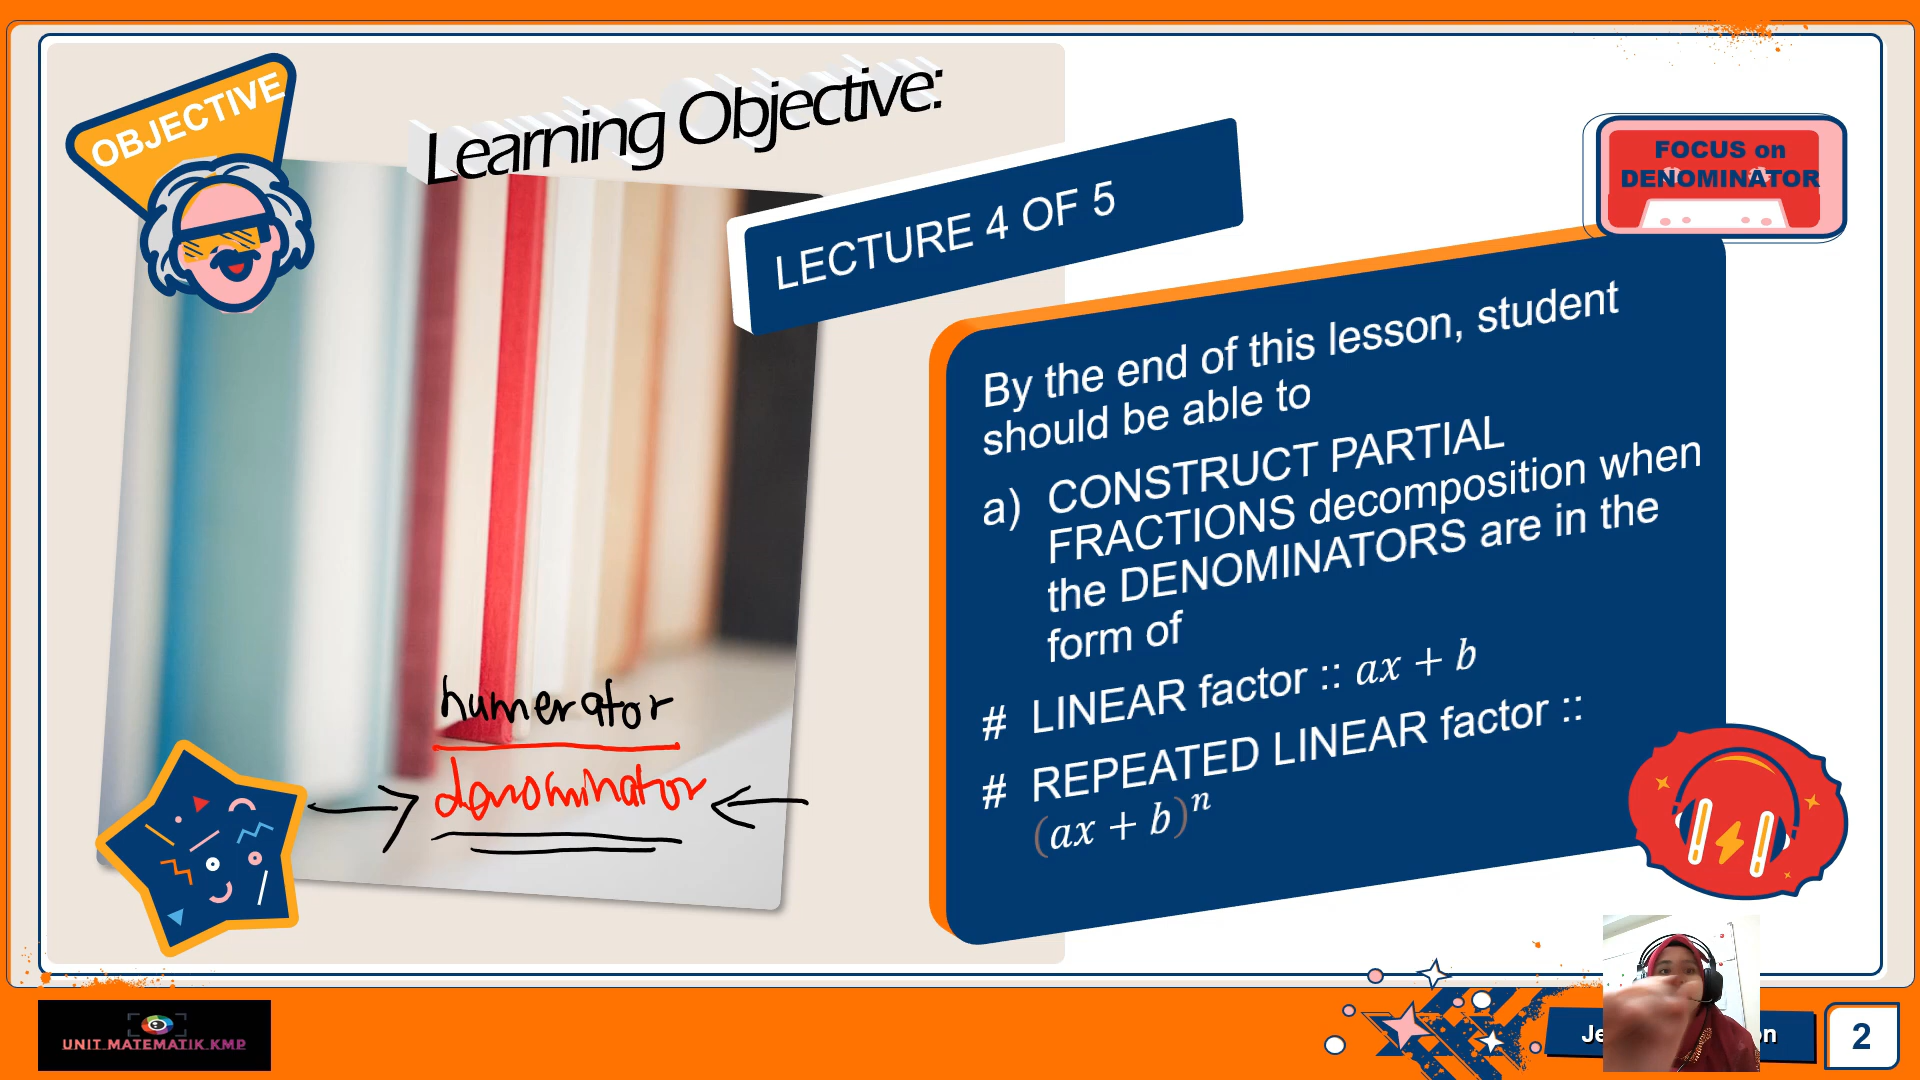 OBJECTIVE
Learning Objective:
LECTURE 4 OF 5
FOCUS on
DENOMINATOR
By the end of this lesson, student
should be able to
a) CONSTRUCT PARTIAL
FRACTIONS decomposition when
the DENOMINATORS are in the
form of
# LINEAR factor :: ax + b
# REPEATED LINEAR factor ::
(ax + b)^n
numerator
denominator
UNIT MATEMATIK KMP
2